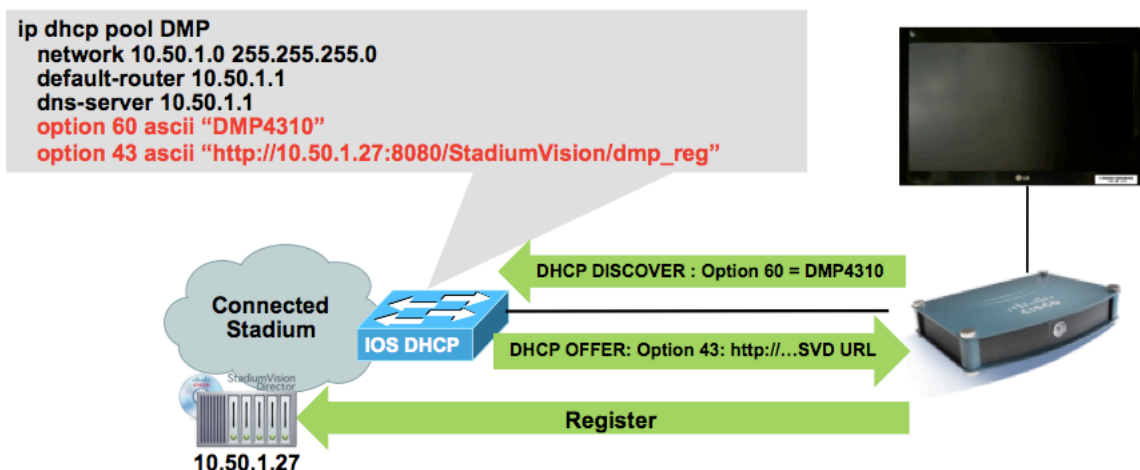 ip dhcp pool DMP
network 10.50.1.0 255.255.255.0
default-router 10.50.1.1
dns-server 10.50.1.1
option 60 ascii “DMP4310”
option 43 ascii “http://10.50.1.27:8080/StadiumVision/dmp_reg”
LG
DHCP DISCOVER : Option 60 = DMP4310
Connected
Stadium
IOS DHCP
DHCP OFFER: Option 43: http://...SVD URL
CISCO
StadiumVision
Director
CISCO
Register
10.50.1.27